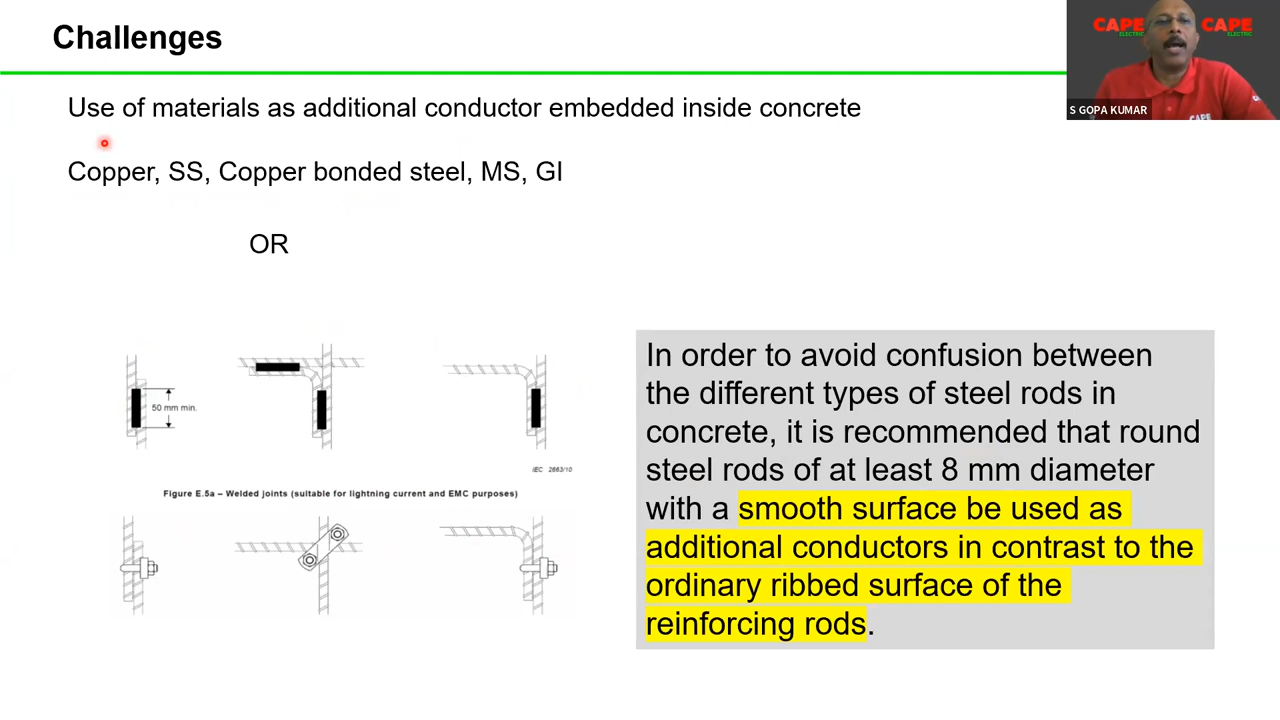 Challenges
CAPE
ELECTRIC
CAPE
ELECTRIC
S GOPA KUMAR
CAPE
Use of materials as additional conductor embedded inside concrete
Copper, SS, Copper bonded steel, MS, GI
OR
50 mm min.
IEC 2663/10
Figure E.5a – Welded joints (suitable for lightning current and EMC purposes)
In order to avoid confusion between
the different types of steel rods in
concrete, it is recommended that round
steel rods of at least 8 mm diameter
with a smooth surface be used as
additional conductors in contrast to the
ordinary ribbed surface of the
reinforcing rods.